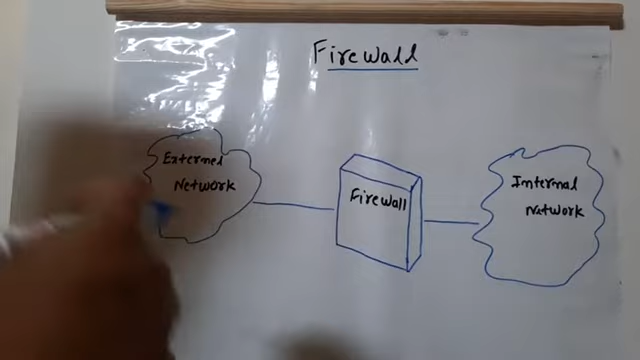 Firewall
External
Network
Firewall
Internal
Network